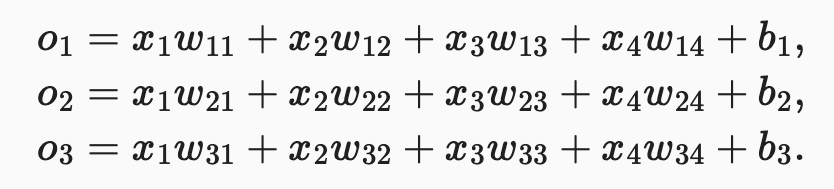 o₁ = x₁w₁₁ + x₂w₁₂ + x₃w₁₃ + x₄w₁₄ + b₁,
o₂ = x₁w₂₁ + x₂w₂₂ + x₃w₂₃ + x₄w₂₄ + b₂,
o₃ = x₁w₃₁ + x₂w₃₂ + x₃w₃₃ + x₄w₃₄ + b₃.